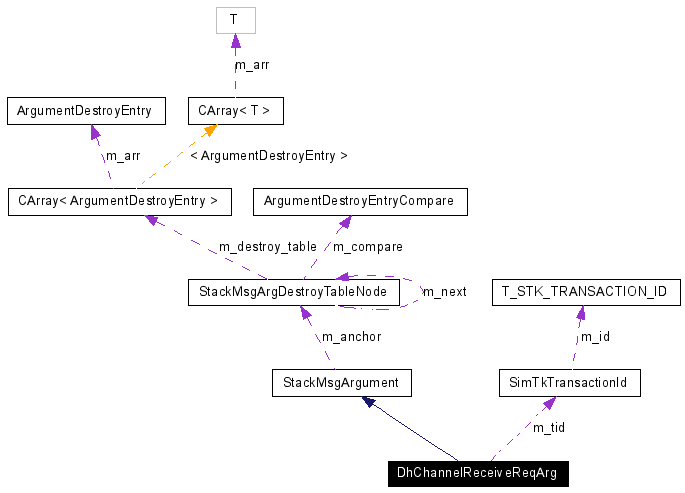 T
m_arr
ArgumentDestroyEntry
CArray< T >
m_arr
< ArgumentDestroyEntry >
CArray< ArgumentDestroyEntry >
ArgumentDestroyEntryCompare
m_destroy_table
m_compare
StackMsgArgDestroyTableNode
m_next
T_STK_TRANSACTION_ID
m_anchor
m_id
StackMsgArgument
SimTkTransactionId
m_tid
DhChannelReceiveReqArg